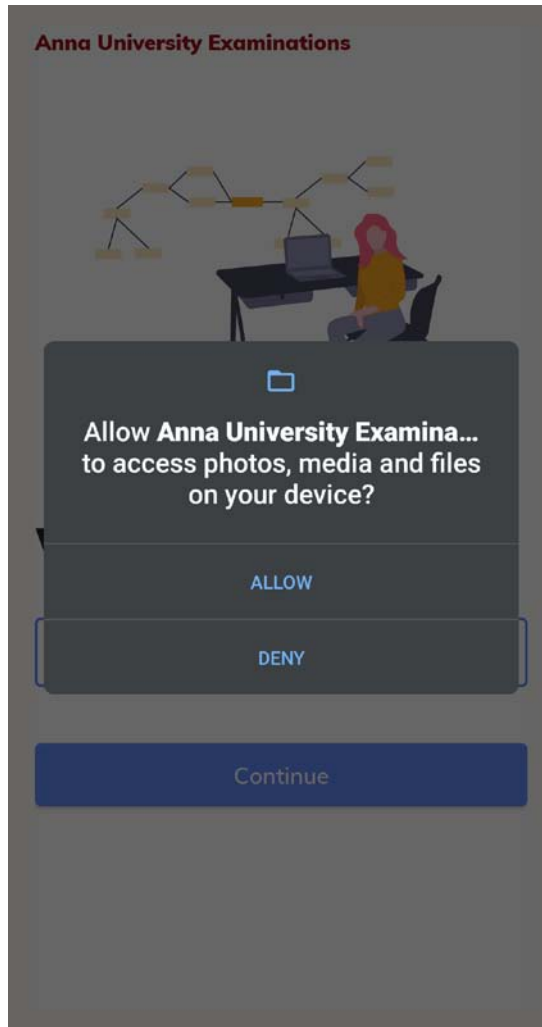 Anna University Examinations
Allow Anna University Examina...
to access photos, media and files
on your device?
ALLOW
DENY
Continue